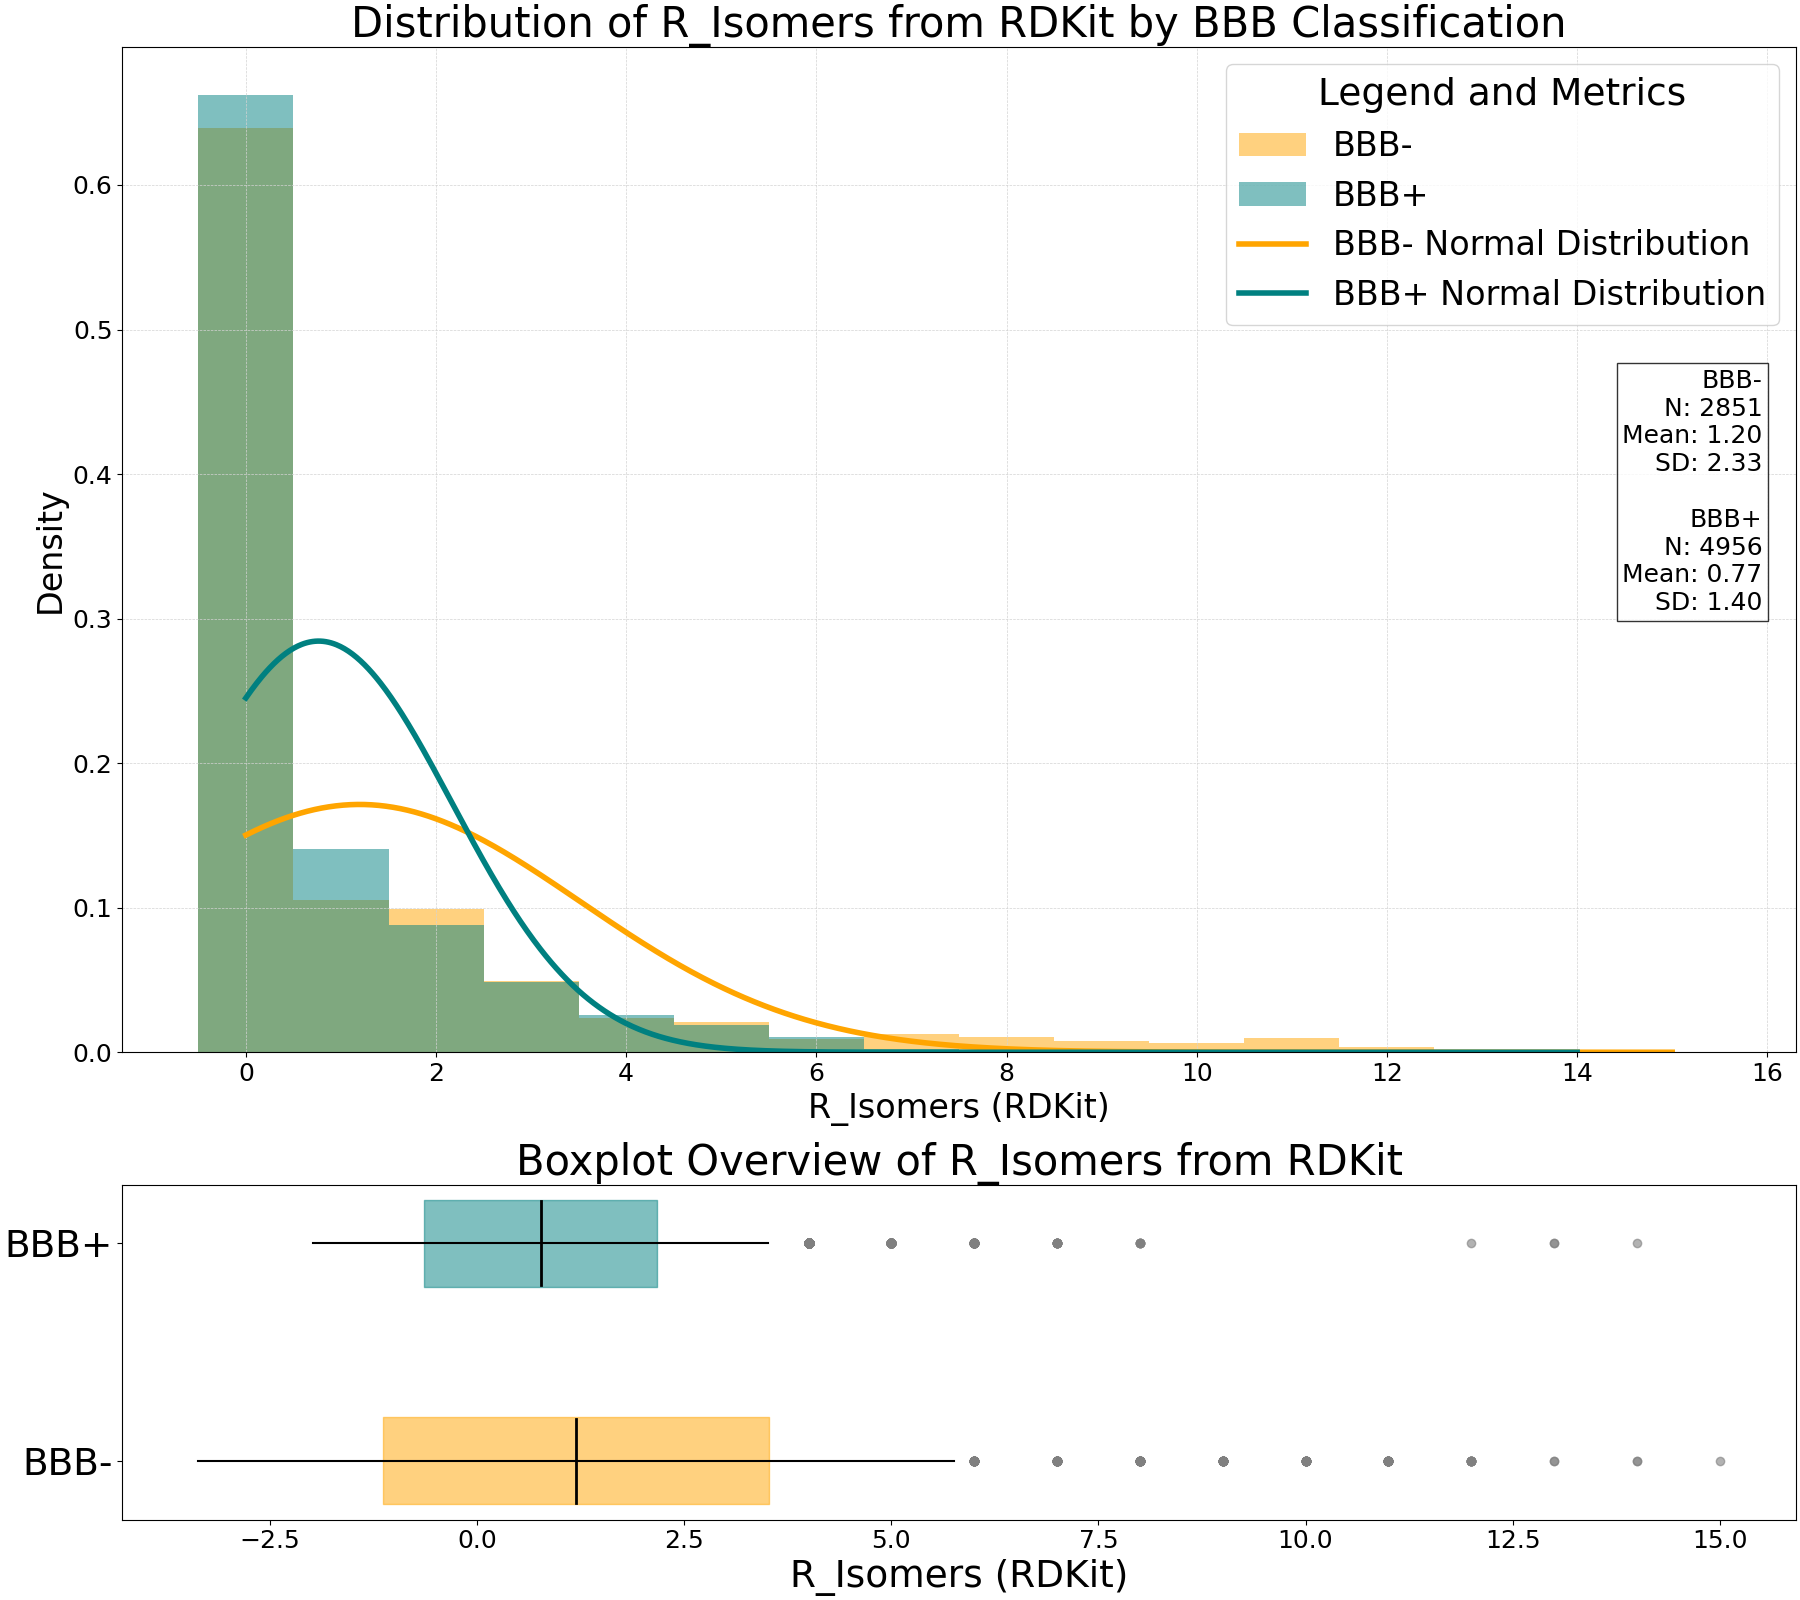 Distribution of R_Isomers from RDKit by BBB Classification
Legend and Metrics
BBB-
BBB+
BBB- Normal Distribution
BBB+ Normal Distribution
BBB-
N: 2851
Mean: 1.20
SD: 2.33
BBB+
N: 4956
Mean: 0.77
SD: 1.40
Density
0.6
0.5
0.4
0.3
0.2
0.1
0.0
0 2 4 6 8 10 12 14 16
R_Isomers (RDKit)
Boxplot Overview of R_Isomers from RDKit
BBB+
BBB-
−2.5 0.0 2.5 5.0 7.5 10.0 12.5 15.0
R_Isomers (RDKit)